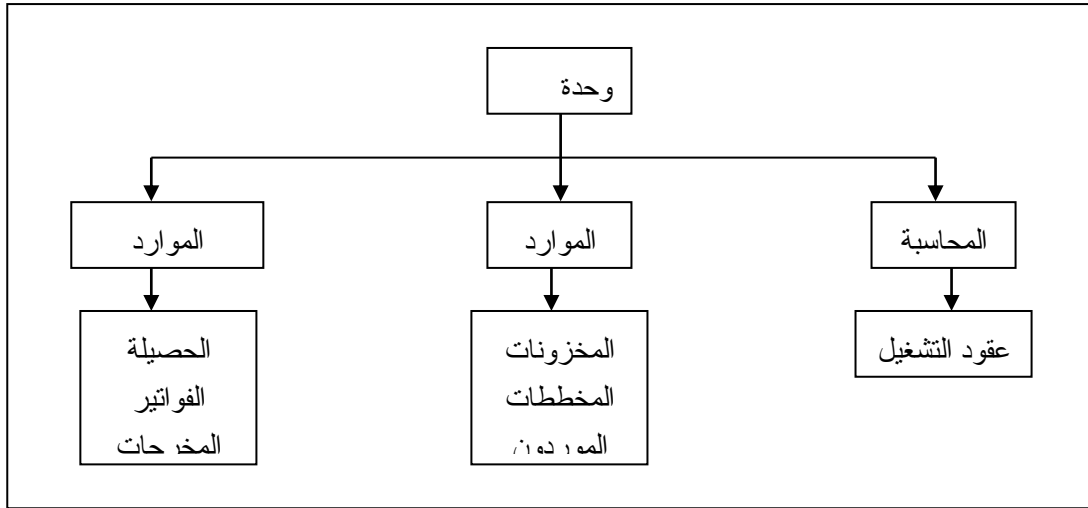 وحدة
المحاسبة
الموارد
الموارد
عقود التشغيل
المخزونات
المخططات
الموردون
الحصيلة
الفواتير
المخرجات